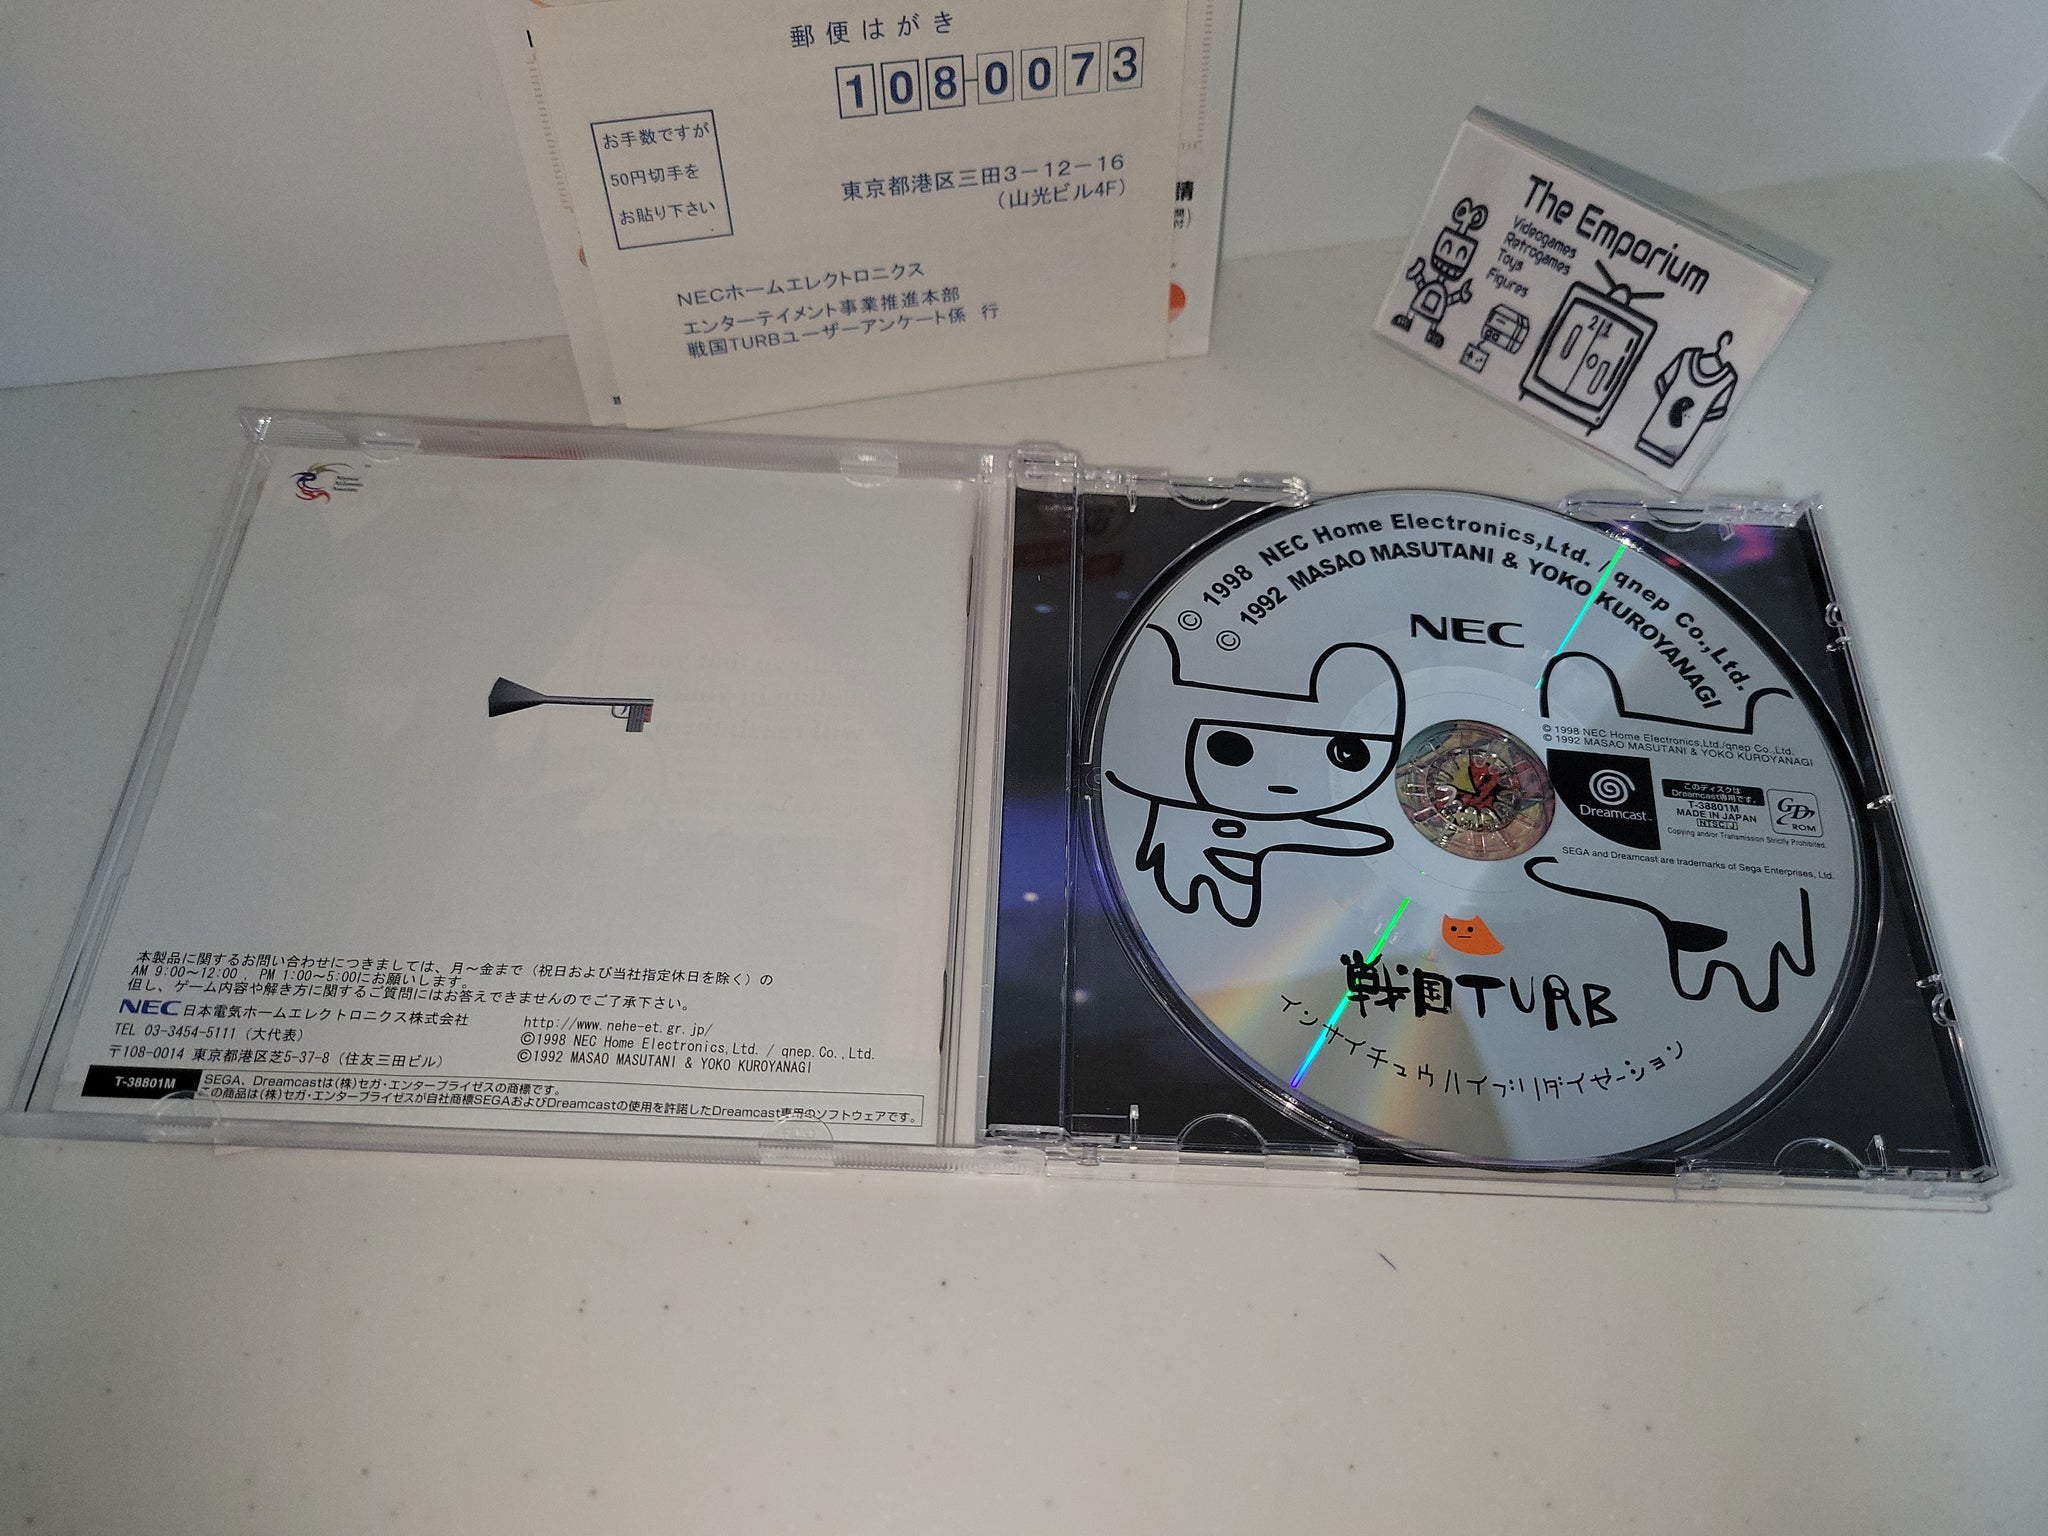 郵便はがき
108-0073
お手数ですが
50円切手を
お貼り下さい
東京都港区三田3-12-16
(山光ビル4F)
NECホームエレクトロニクス
エンターテイメント事業推進本部
戦国TURBユーザーアンケート係 行
請
The Emporium
Videogames
Retrogames
Toys
Figures
21
本製品に関するお問い合わせにつきましては、月～金まで(祝日および当社指定休日を除く)の
AM 9:00～12:00 , PM 1:00～5:00にお願いします。
但し、ゲーム内容や解き方に関するご質問にはお答えできませんのでご了承下さい。
NEC 日本電気ホームエレクトロニクス株式会社
TEL 03-3454-5111 (大代表)
〒108-0014 東京都港区芝5-37-8 (住友三田ビル)
http://www.nehe-et.gr.jp/
©1998 NEC Home Electronics,Ltd. / qnep.Co.,Ltd.
©1992 MASAO MASUTANI & YOKO KUROYANAGI
T-38801M
SEGA、Dreamcastは(株)セガ・エンタープライゼスの商標です。
この商品は(株)セガ・エンタープライゼスが自社商標SEGAおよびDreamcastの使用を許諾したDreamcast専用のソフトウェアです。
© 1998 NEC Home Electronics,Ltd. / qnep Co.,Ltd.
© 1992 MASAO MASUTANI & YOKO KUROYANAGI
NEC
© 1998 NEC Home Electronics,Ltd./qnep Co.,Ltd.
© 1992 MASAO MASUTANI & YOKO KUROYANAGI
Dreamcast
このディスクは
Dreamcast専用です。
T-38801M
MADE IN JAPAN
NTSC J
GD
ROM
Copying and/or Transmission Strictly Prohibited.
SEGA and Dreamcast are trademarks of Sega Enterprises, Ltd.
戦国TURB
インサイチュウハイブリダイゼーション